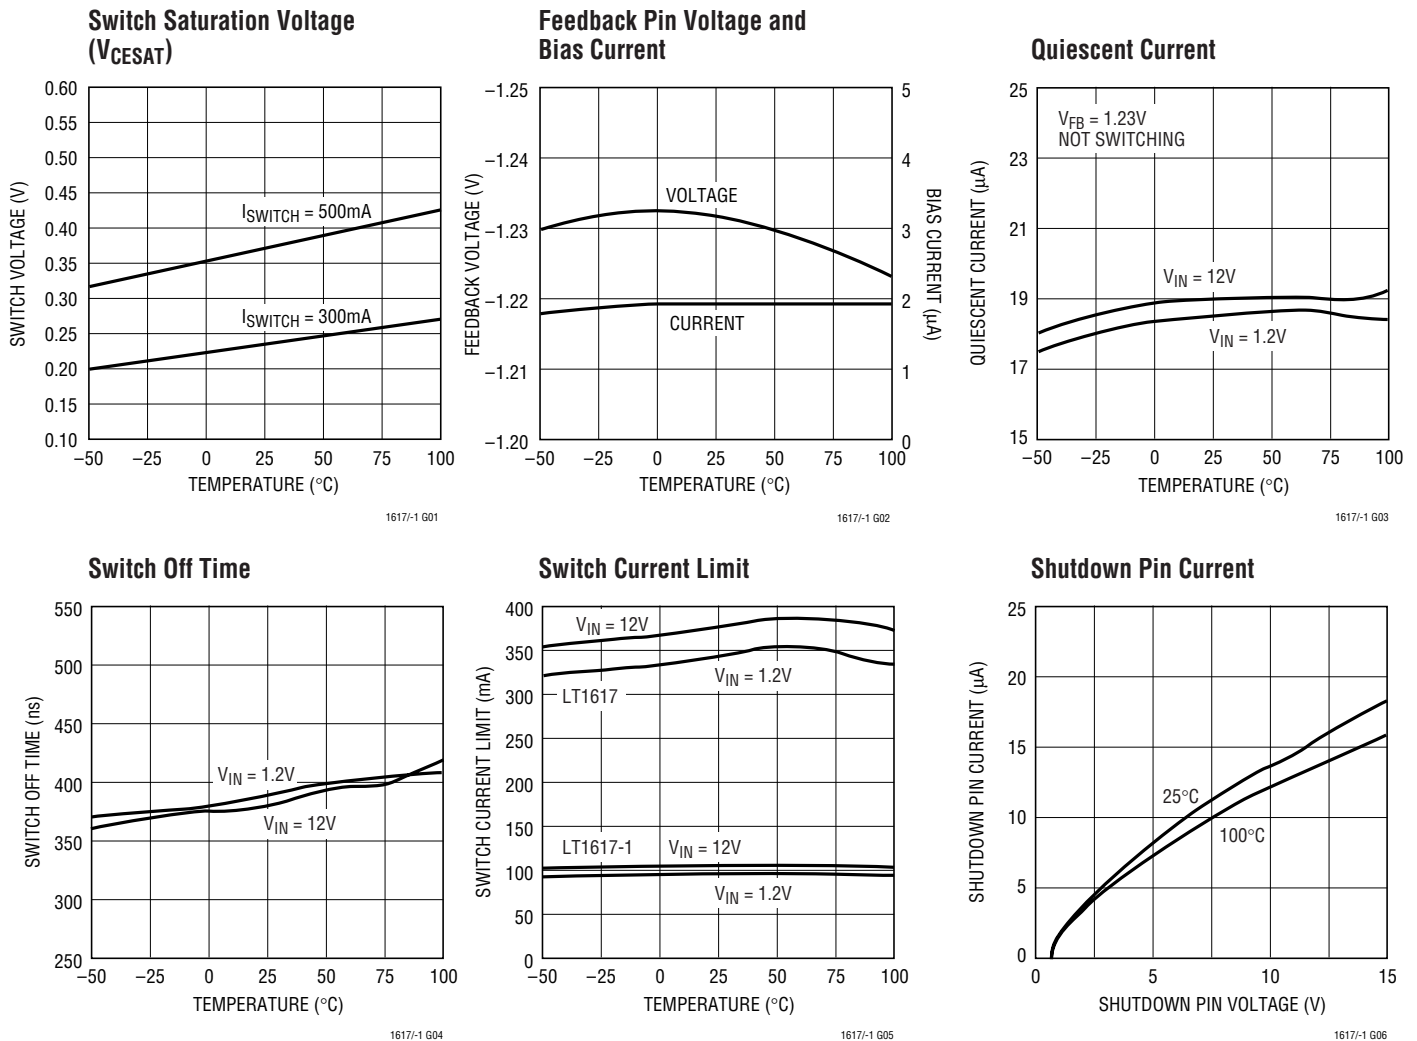 Switch Saturation Voltage
(VCESAT)
0.60
0.55
0.50
0.45
0.40
0.35
0.30
0.25
0.20
0.15
0.10
SWITCH VOLTAGE (V)
ISWITCH = 500mA
ISWITCH = 300mA
–50 –25 0 25 50 75 100
TEMPERATURE (°C)
1617/-1 G01
Feedback Pin Voltage and
Bias Current
–1.25
–1.24
–1.23
–1.22
–1.21
–1.20
FEEDBACK VOLTAGE (V)
VOLTAGE
CURRENT
5
4
3
2
1
0
BIAS CURRENT (µA)
–50 –25 0 25 50 75 100
TEMPERATURE (°C)
1617/-1 G02
Quiescent Current
25
23
21
19
17
15
QUIESCENT CURRENT (µA)
VFB = 1.23V
NOT SWITCHING
VIN = 12V
VIN = 1.2V
–50 –25 0 25 50 75 100
TEMPERATURE (°C)
1617/-1 G03
Switch Off Time
550
500
450
400
350
300
250
SWITCH OFF TIME (ns)
VIN = 1.2V
VIN = 12V
–50 –25 0 25 50 75 100
TEMPERATURE (°C)
1617/-1 G04
Switch Current Limit
400
350
300
250
200
150
100
50
0
SWITCH CURRENT LIMIT (mA)
VIN = 12V
VIN = 1.2V
LT1617
LT1617-1 VIN = 12V
VIN = 1.2V
–50 –25 0 25 50 75 100
TEMPERATURE (°C)
1617/-1 G05
Shutdown Pin Current
25
20
15
10
5
0
SHUTDOWN PIN CURRENT (µA)
25°C
100°C
0 5 10 15
SHUTDOWN PIN VOLTAGE (V)
1617/-1 G06